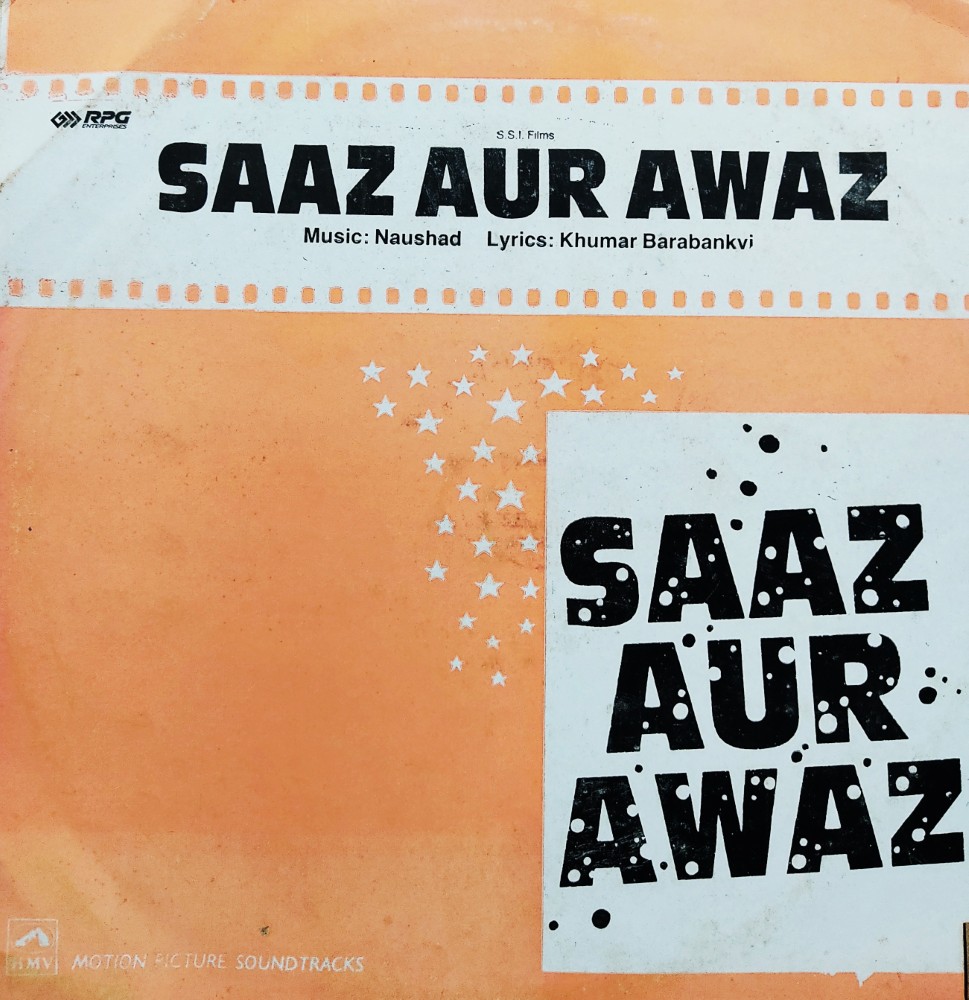 RPG
ENTERPRISES
S.S.I. Films
SAAZ AUR AWAZ
Music: Naushad Lyrics: Khumar Barabankvi
SAAZ
AUR
AWAZ
HMV MOTION PICTURE SOUNDTRACKS